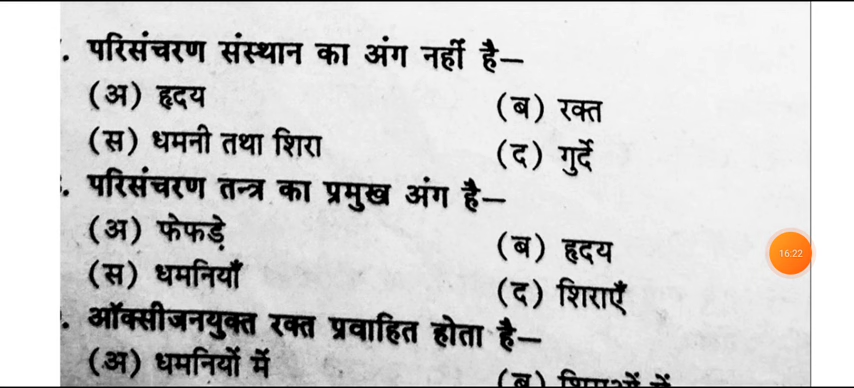 . परिसंचरण संस्थान का अंग नहीं है—
(अ) हृदय (ब) रक्त
(स) धमनी तथा शिरा (द) गुर्दे
. परिसंचरण तन्त्र का प्रमुख अंग है—
(अ) फेफड़े (ब) हृदय
(स) धमनियाँ (द) शिराएँ
. ऑक्सीजनयुक्त रक्त प्रवाहित होता है—
(अ) धमनियों में (ब)
16:22